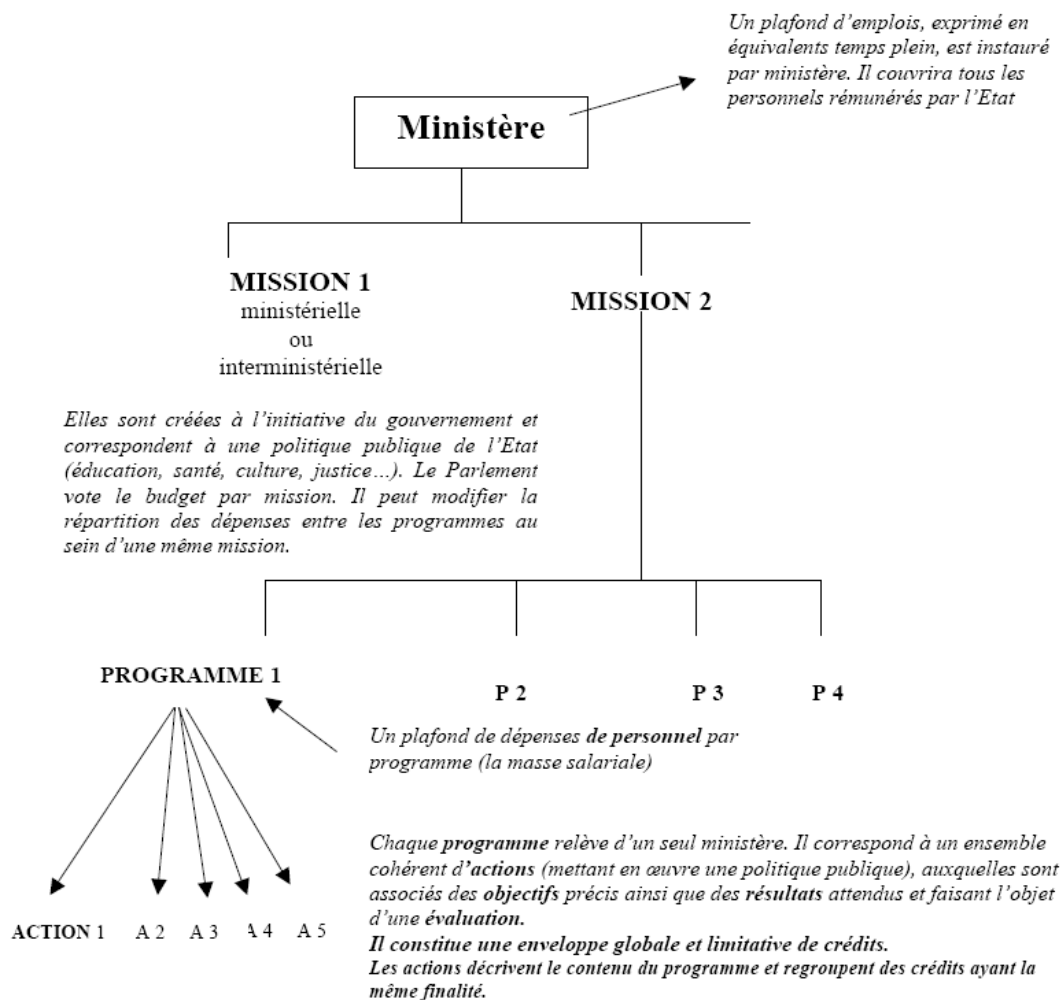 Un plafond d'emplois, exprimé en
équivalents temps plein, est instauré
par ministère. Il couvrira tous les
personnels rémunérés par l'Etat
Ministère
MISSION 1
ministérielle
ou
interministérielle
MISSION 2
Elles sont créées à l'initiative du gouvernement et
correspondent à une politique publique de l'Etat
(éducation, santé, culture, justice…). Le Parlement
vote le budget par mission. Il peut modifier la
répartition des dépenses entre les programmes au
sein d'une même mission.
PROGRAMME 1
P 2
P 3
P 4
Un plafond de dépenses de personnel par
programme (la masse salariale)
Chaque programme relève d'un seul ministère. Il correspond à un ensemble
cohérent d'actions (mettant en œuvre une politique publique), auxquelles sont
associés des objectifs précis ainsi que des résultats attendus et faisant l'objet
d'une évaluation.
Il constitue une enveloppe globale et limitative de crédits.
Les actions décrivent le contenu du programme et regroupent des crédits ayant la
même finalité.
ACTION 1 A 2 A 3 A 4 A 5